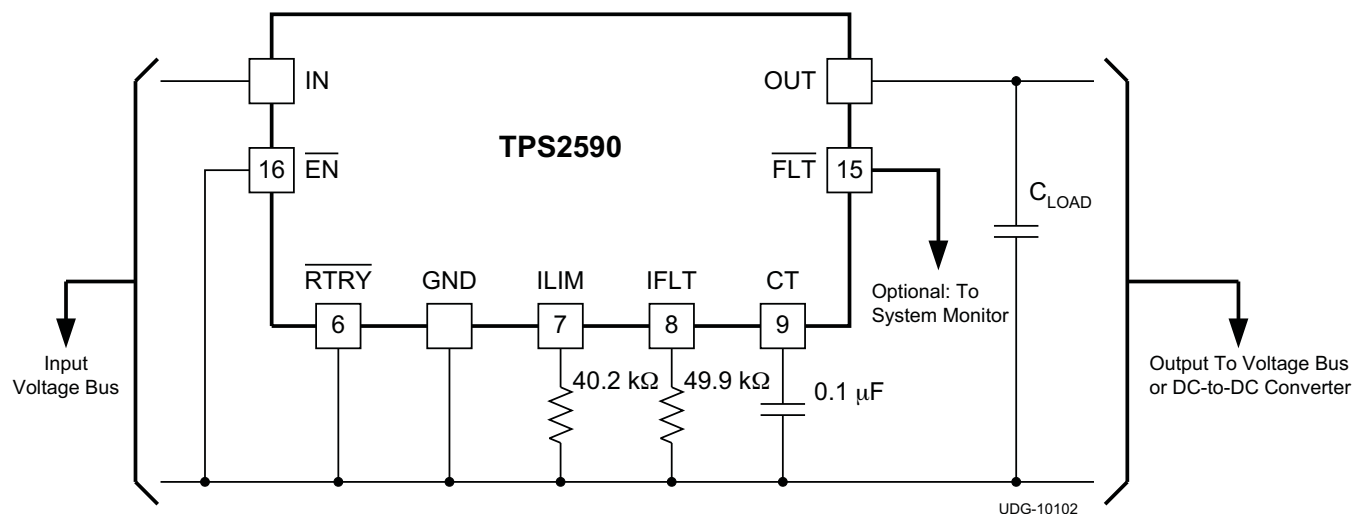 IN
OUT
TPS2590
16
EN
FLT
15
C_LOAD
RTRY
GND
ILIM
IFLT
CT
Optional: To
System Monitor
6
7
8
9
Input
Voltage Bus
40.2 kΩ
49.9 kΩ
0.1 μF
Output To Voltage Bus
or DC-to-DC Converter
UDG-10102